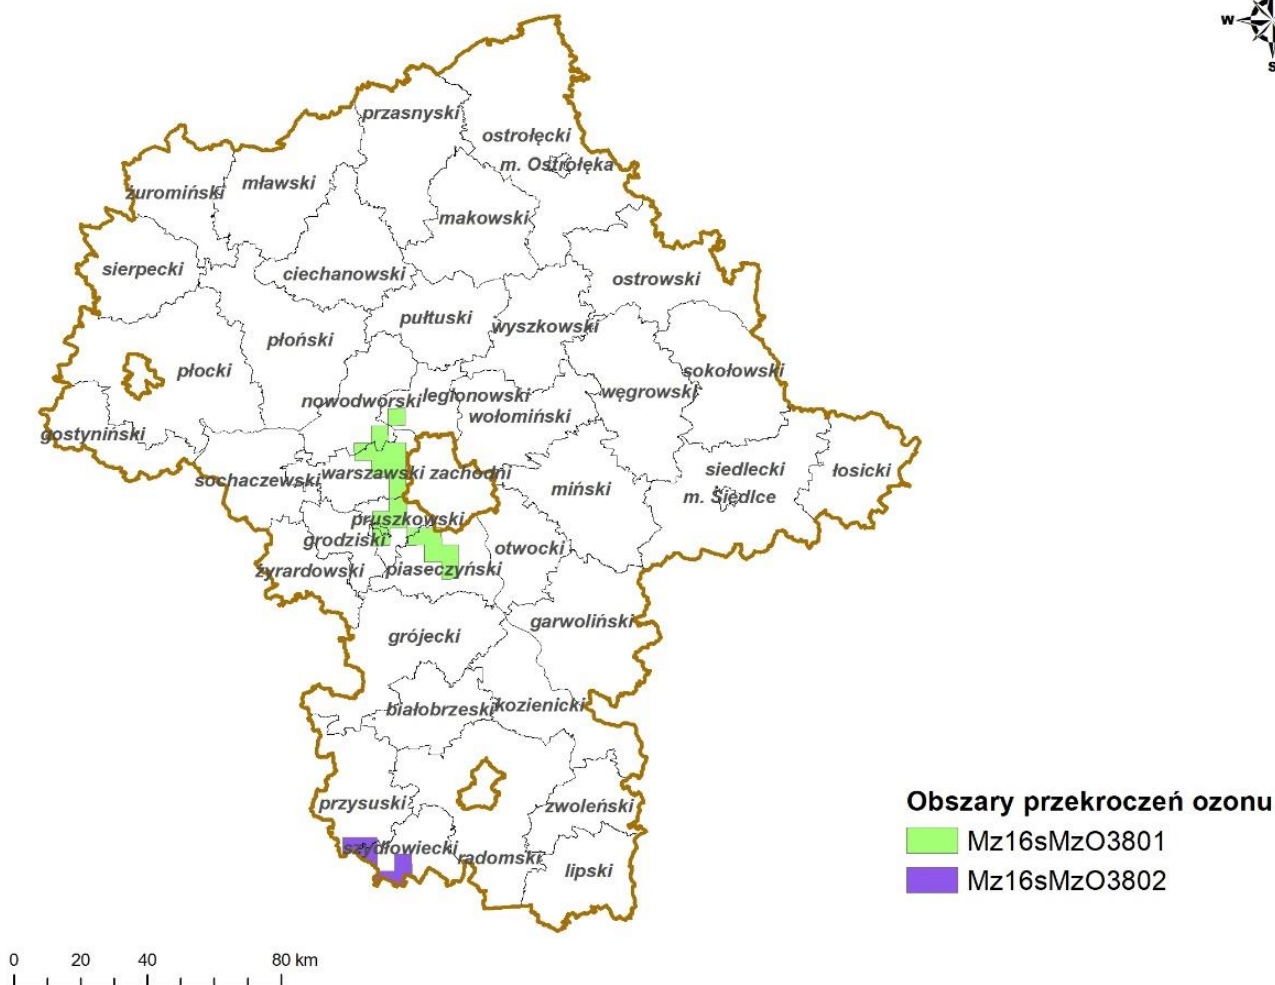 W
S
przasnyski
ostrołęcki
m. Ostrołęka
żuromiński
mławski
makowski
sierpecki
ciechanowski
ostrowski
pułtuski
wyszkowski
płoński
płocki
sokołowski
węgrowski
nowodworski
legionowski
wołomiński
gostyniński
sochaczewski
warszawski zachodni
siedlecki
łosicki
miński
m. Siedlce
pruszkowski
grodziski
otwocki
żyrardowski
piaseczyński
garwoliński
grójecki
białobrzeski
kozienicki
przysuski
zwoleński
szydłowiecki
radomski
lipski
Obszary przekroczeń ozonu
Mz16sMzO3801
Mz16sMzO3802
0 20 40 80 km